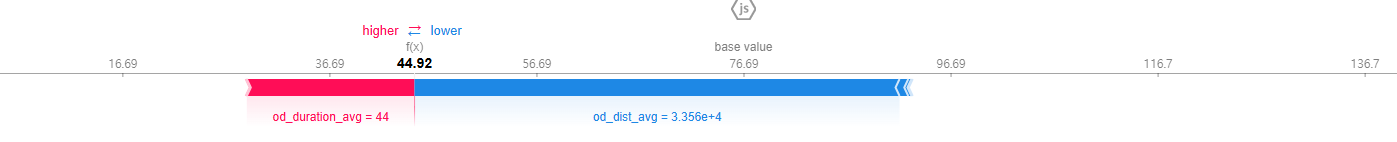 js
higher ⇄ lower
f(x) base value
16.69 36.69 44.92 56.69 76.69 96.69 116.7 136.7
od_duration_avg = 44 od_dist_avg = 3.356e+4